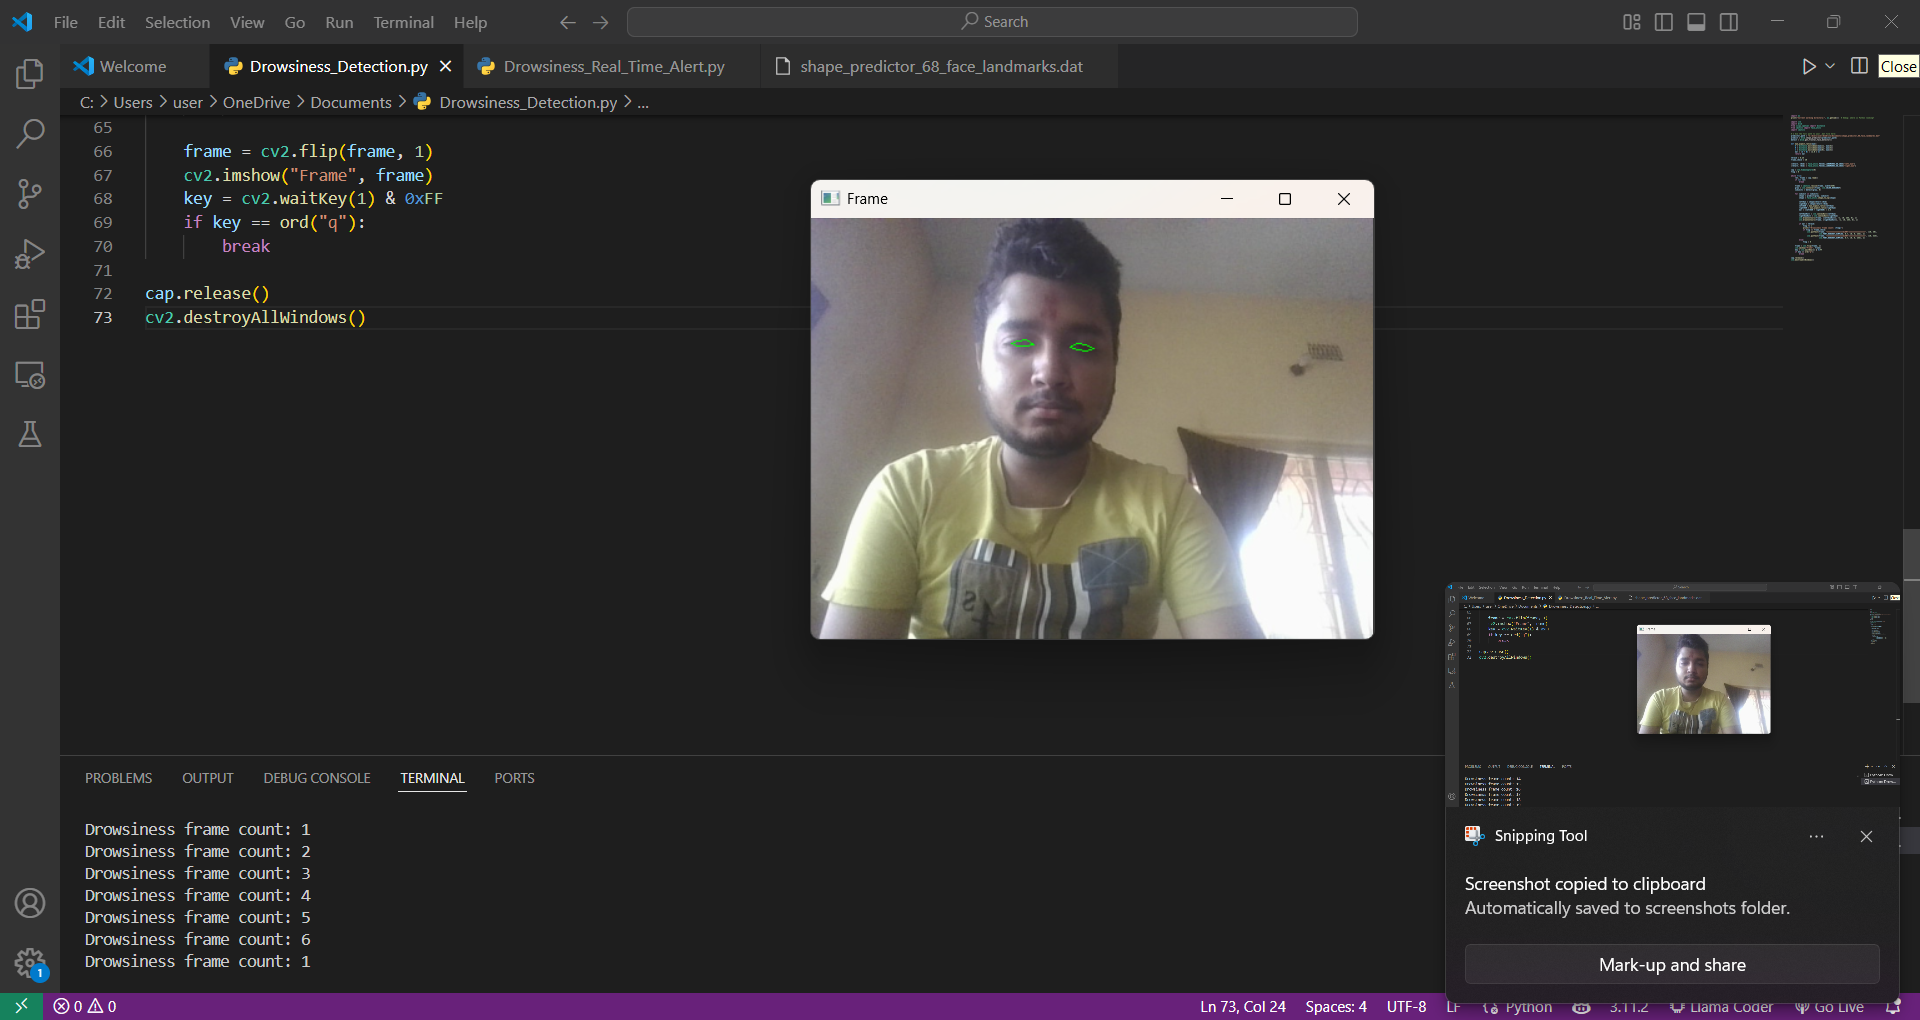 File Edit Selection View Go Run Terminal Help
Search
Welcome
Drowsiness_Detection.py
Drowsiness_Real_Time_Alert.py
shape_predictor_68_face_landmarks.dat
Close
C: > Users > user > OneDrive > Documents > Drowsiness_Detection.py > ...
65
66 frame = cv2.flip(frame, 1)
67 cv2.imshow("Frame", frame)
68 key = cv2.waitKey(1) & 0xFF
69 if key == ord("q"):
70 break
71
72 cap.release()
73 cv2.destroyAllWindows()
Frame
PROBLEMS OUTPUT DEBUG CONSOLE TERMINAL PORTS
Drowsiness frame count: 1
Drowsiness frame count: 2
Drowsiness frame count: 3
Drowsiness frame count: 4
Drowsiness frame count: 5
Drowsiness frame count: 6
Drowsiness frame count: 1
Snipping Tool
Screenshot copied to clipboard
Automatically saved to screenshots folder.
Mark-up and share
1
0 0
Ln 73, Col 24 Spaces: 4 UTF-8 LF Python 3.11.2 Llama Coder Go Live